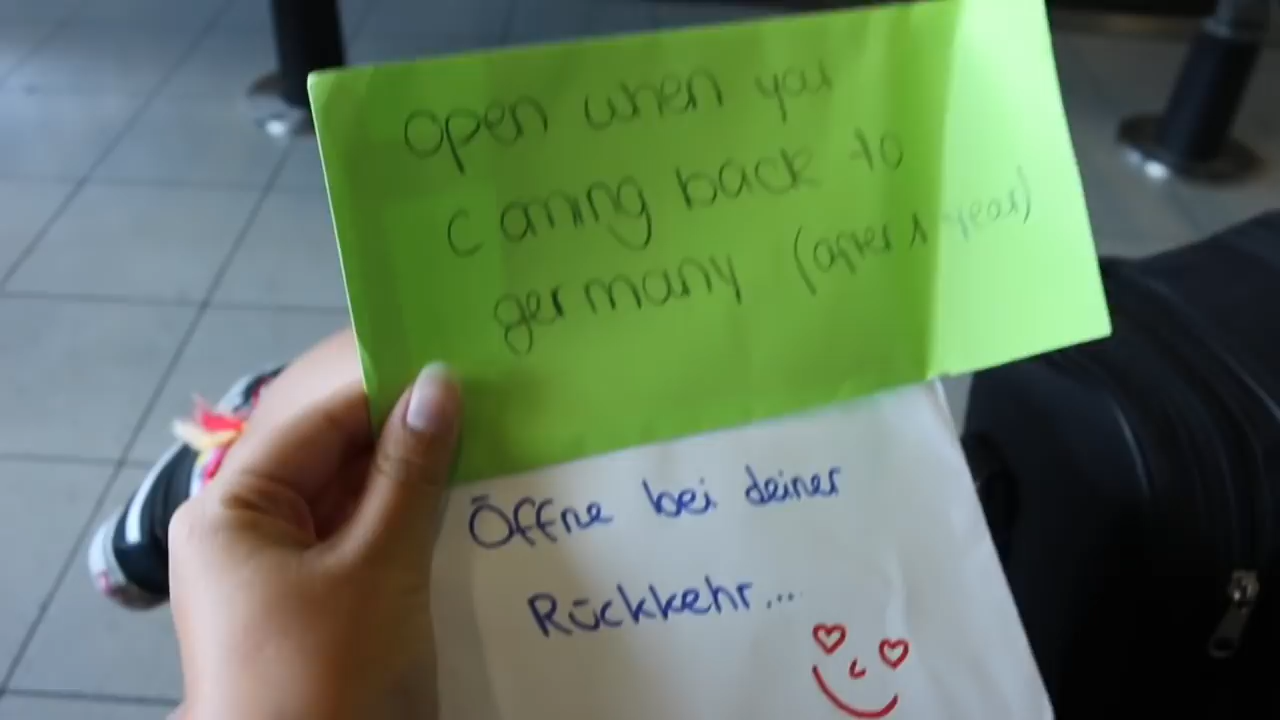 open when you
coming back to
germany (after 1 year)
Öffne bei deiner
Rückkehr...